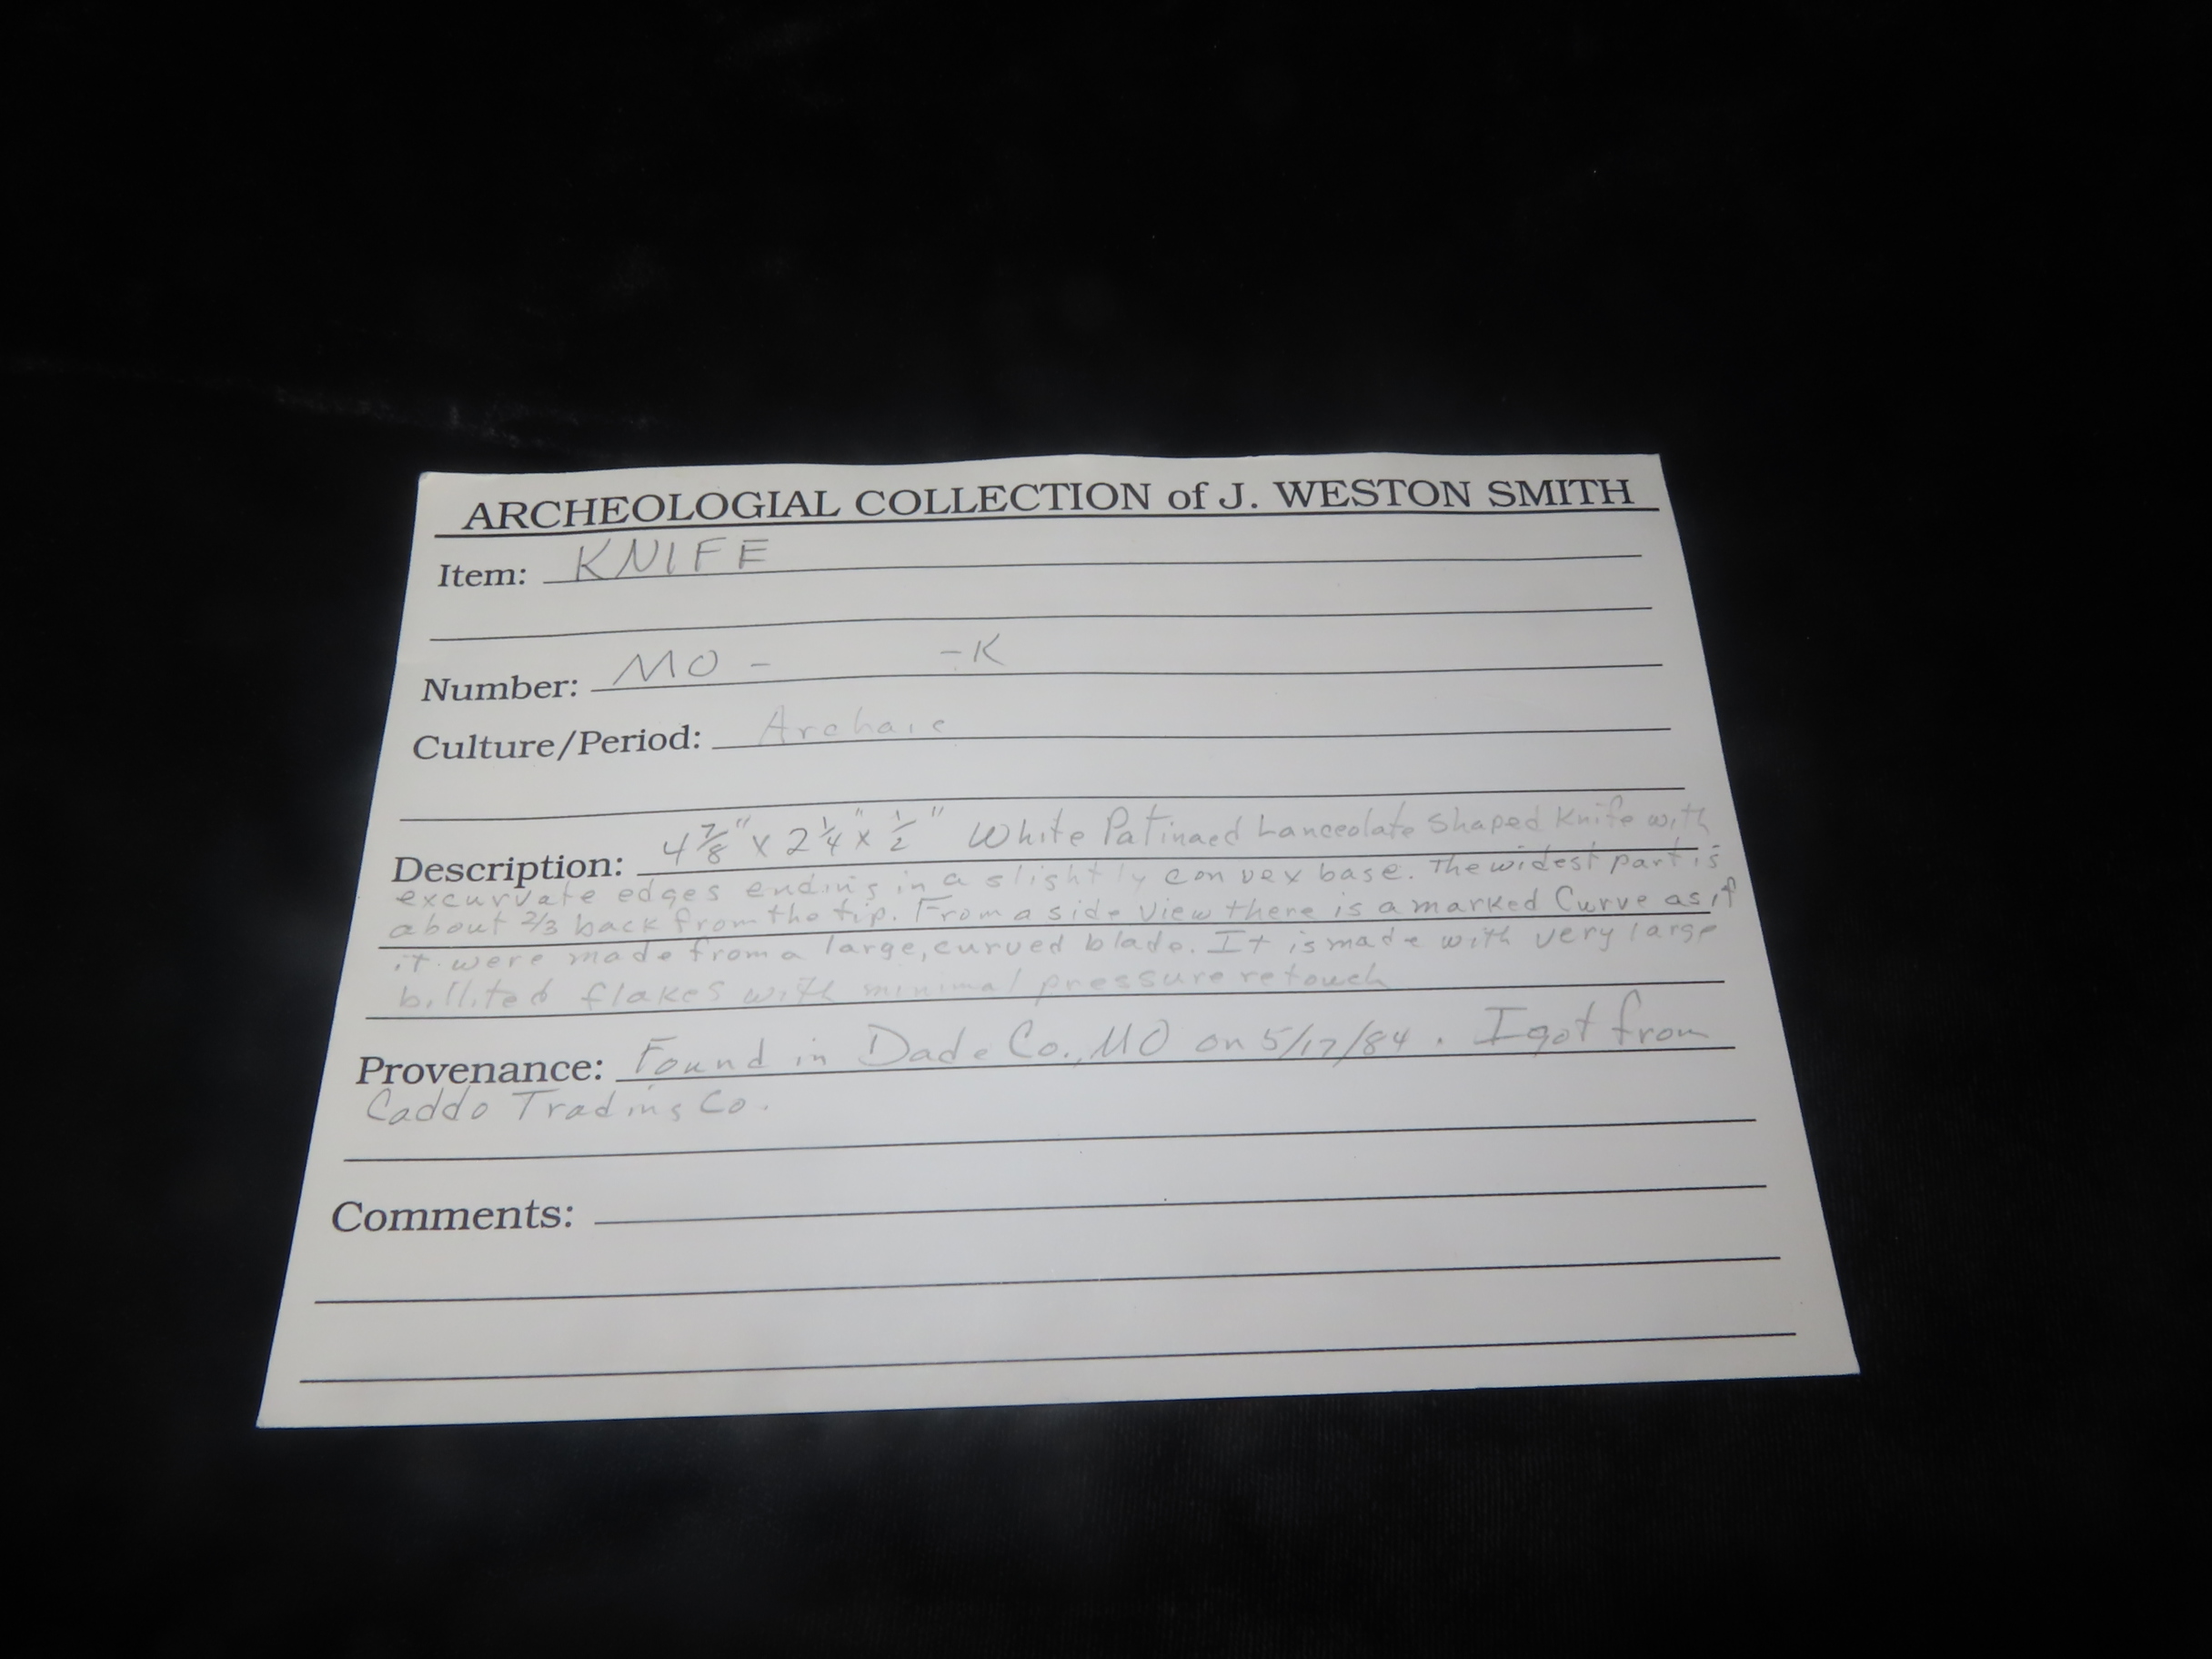 ARCHEOLOGIAL COLLECTION of J. WESTON SMITH
Item: KNIFE
Number: MO - -K
Culture/Period: Archaic
Description: 4 7/8" x 2 1/4" x 1/2" White Patinaed Lanceolate Shaped Knife with
excurvate edges ending in a slightly convex base. The widest part is
about 2/3 back from the tip. From a side view there is a marked Curve as if
it were made from a large, curved blade. It is made with very large
billited flakes with minimal pressure retouch
Provenance: Found in Dade Co., MO on 5/17/84. I got from
Caddo Trading Co.
Comments: